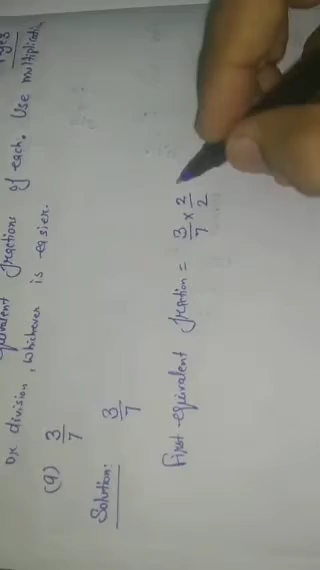 equivalent fractions of each. Use multiplication
or division, whichever is easier.
(9) 3/7
Solution: 3/7
First equivalent fraction = 3/7 × 2/2